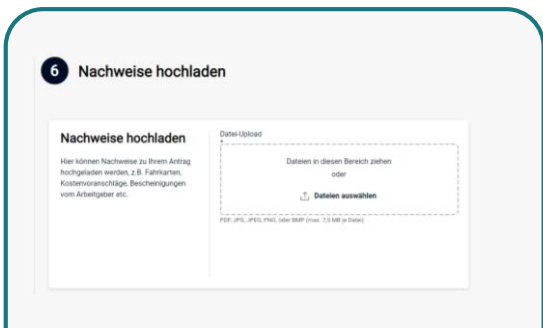 6 Nachweise hochladen
Nachweise hochladen
Hier können Nachweise zu Ihrem Antrag
hochgeladen werden, z.B. Fahrkarten,
Kostenvoranschläge, Bescheinigungen
vom Arbeitgeber etc.
Datei-Upload
*
Dateien in diesen Bereich ziehen
oder
Dateien auswählen
PDF, JPG, JPEG, PNG, oder BMP (max. 7,5 MB je Datei)